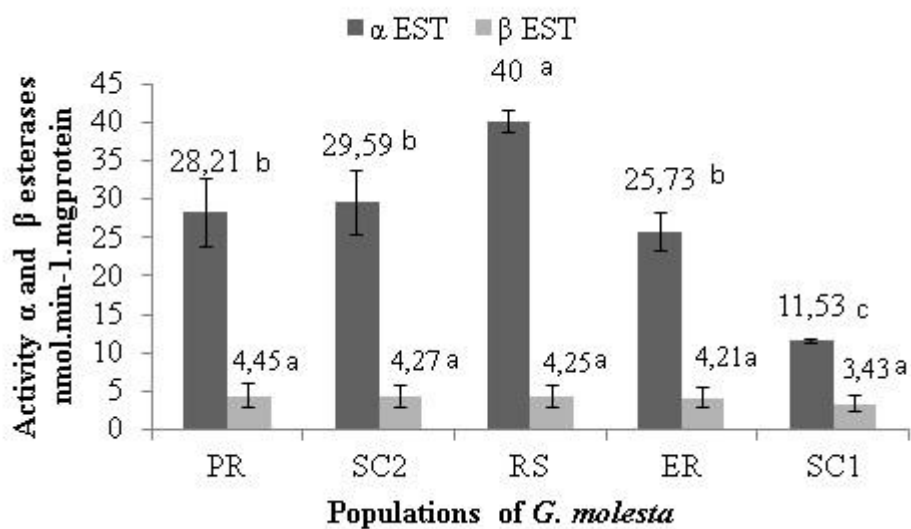 α EST β EST
Activity α and β esterases
nmol.min-1.mgprotein
45
40
35
30
25
20
15
10
5
0
28,21 b
4,45 a
29,59 b
4,27 a
40 a
4,25 a
25,73 b
4,21 a
11,53 c
3,43 a
PR SC2 RS ER SC1
Populations of G. molesta